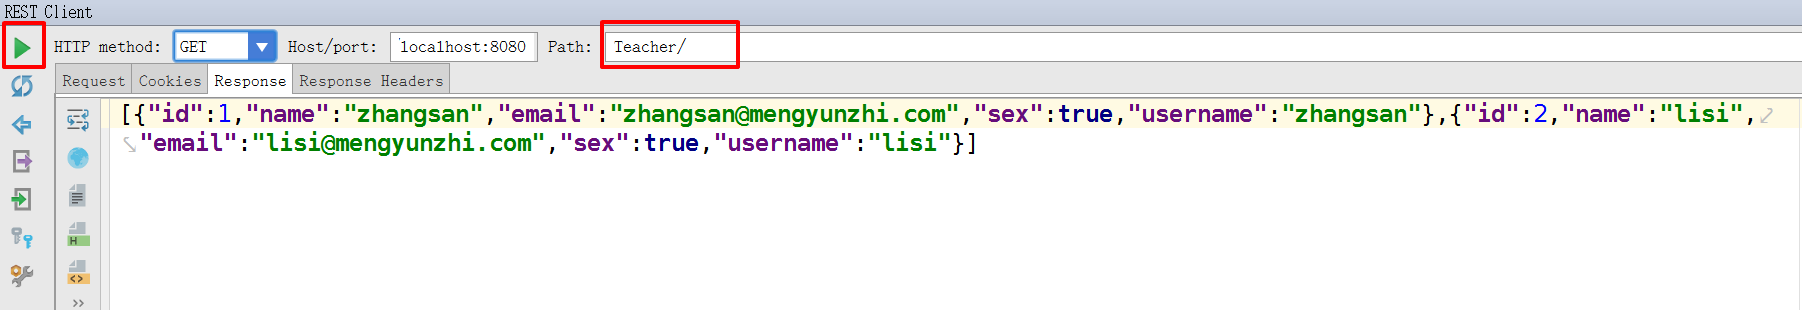 REST Client
HTTP method: GET Host/port: localhost:8080 Path: Teacher/
Request Cookies Response Response Headers
[{"id":1,"name":"zhangsan","email":"zhangsan@mengyunzhi.com","sex":true,"username":"zhangsan"},{"id":2,"name":"lisi",
"email":"lisi@mengyunzhi.com","sex":true,"username":"lisi"}]
H